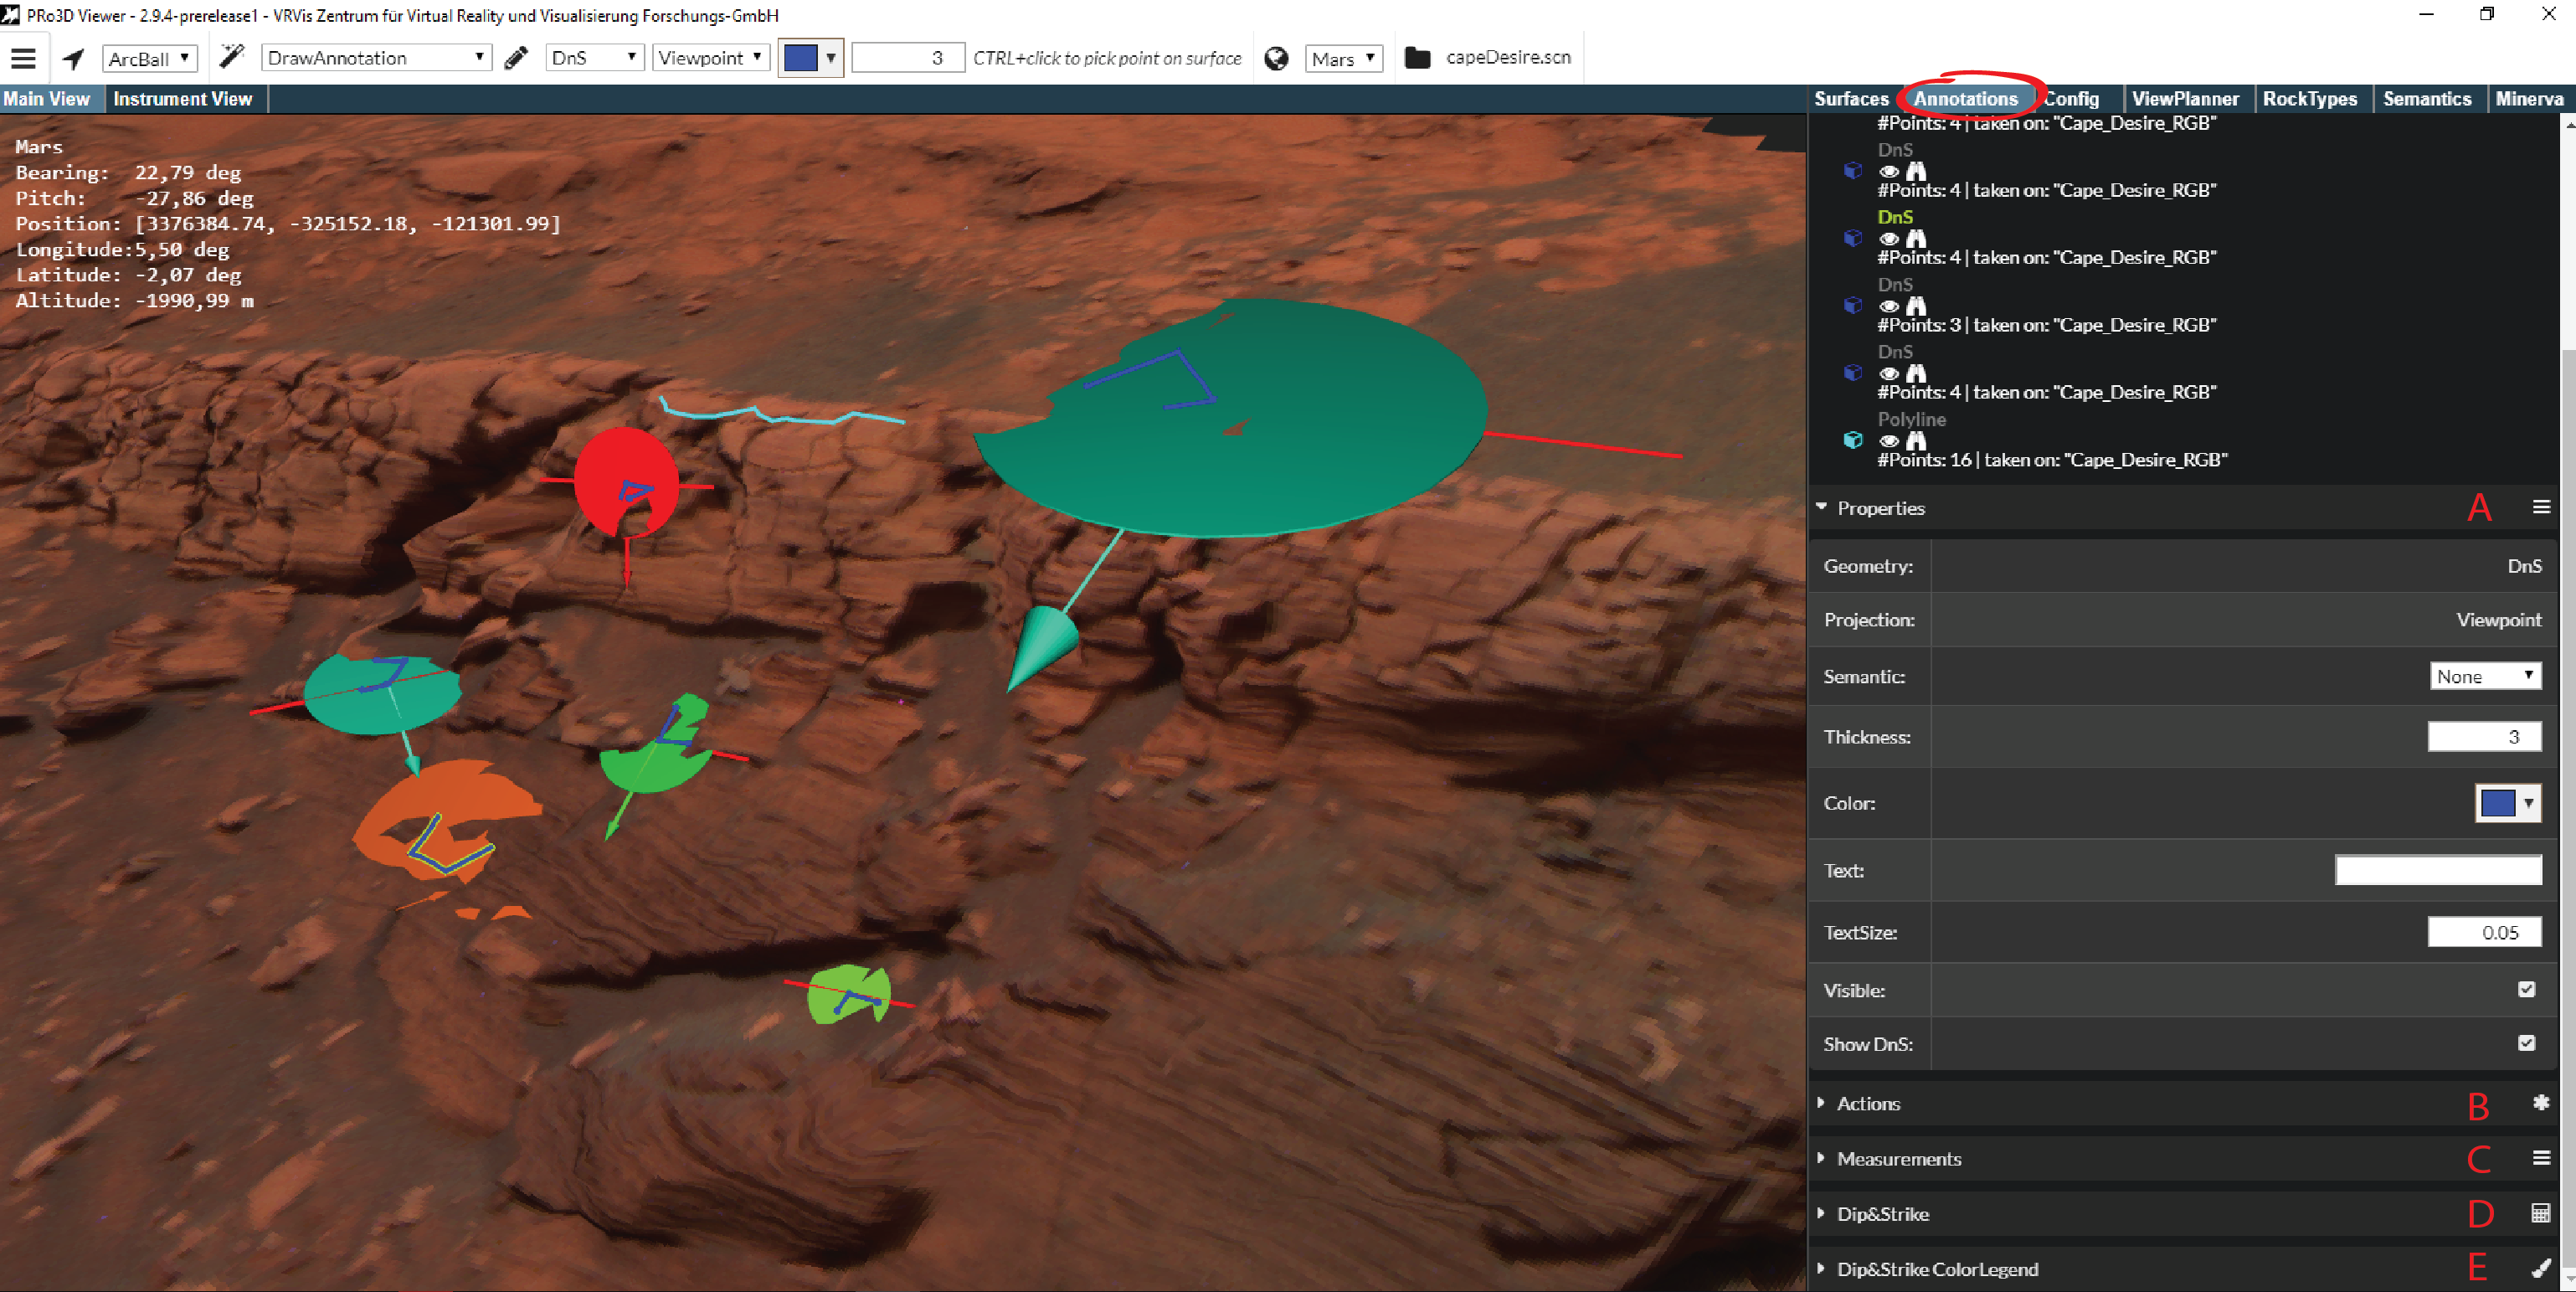 PRo3D Viewer - 2.9.4-prerelease1 - VRVis Zentrum für Virtual Reality und Visualisierung Forschungs-GmbH
ArcBall DrawAnnotation DnS Viewpoint 3 CTRL+click to pick point on surface Mars capeDesire.scn
Main View Instrument View
Surfaces Annotations Config ViewPlanner RockTypes Semantics Minerva
Mars
Bearing: 22,79 deg
Pitch: -27,86 deg
Position: [3376384.74, -325152.18, -121301.99]
Longitude:5,50 deg
Latitude: -2,07 deg
Altitude: -1990,99 m
#Points: 4 | taken on: "Cape_Desire_RGB"
DnS
#Points: 4 | taken on: "Cape_Desire_RGB"
DnS
#Points: 4 | taken on: "Cape_Desire_RGB"
DnS
#Points: 3 | taken on: "Cape_Desire_RGB"
DnS
#Points: 4 | taken on: "Cape_Desire_RGB"
Polyline
#Points: 16 | taken on: "Cape_Desire_RGB"
Properties A
Geometry: DnS
Projection: Viewpoint
Semantic: None
Thickness: 3
Color:
Text:
TextSize: 0.05
Visible:
Show DnS:
Actions B
Measurements C
Dip&Strike D
Dip&Strike ColorLegend E